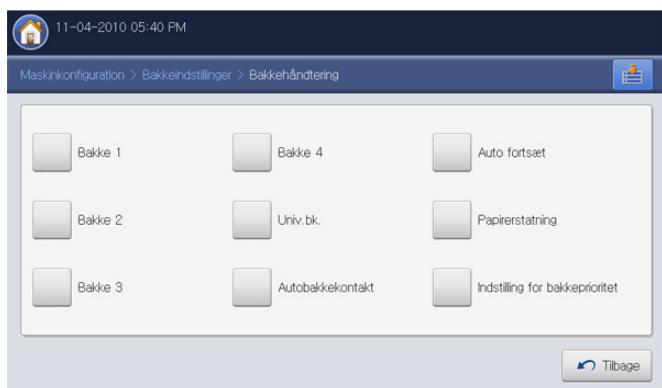 11-04-2010 05:40 PM
Maskinkonfiguration > Bakkeindstillinger > Bakkehåndtering
Bakke 1
Bakke 4
Auto fortsæt
Bakke 2
Univ.bk.
Papirerstatning
Bakke 3
Autobakkekontakt
Indstilling for bakkeprioritet
Tilbage